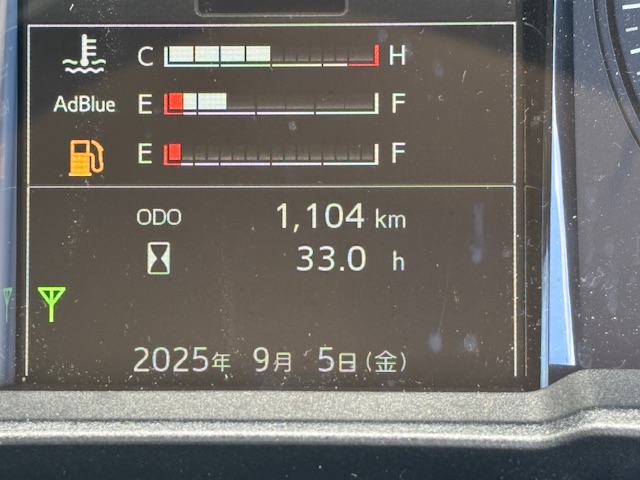 C H
AdBlue E F
E F
ODO 1,104 km
33.0 h
2025年 9月 5日(金)